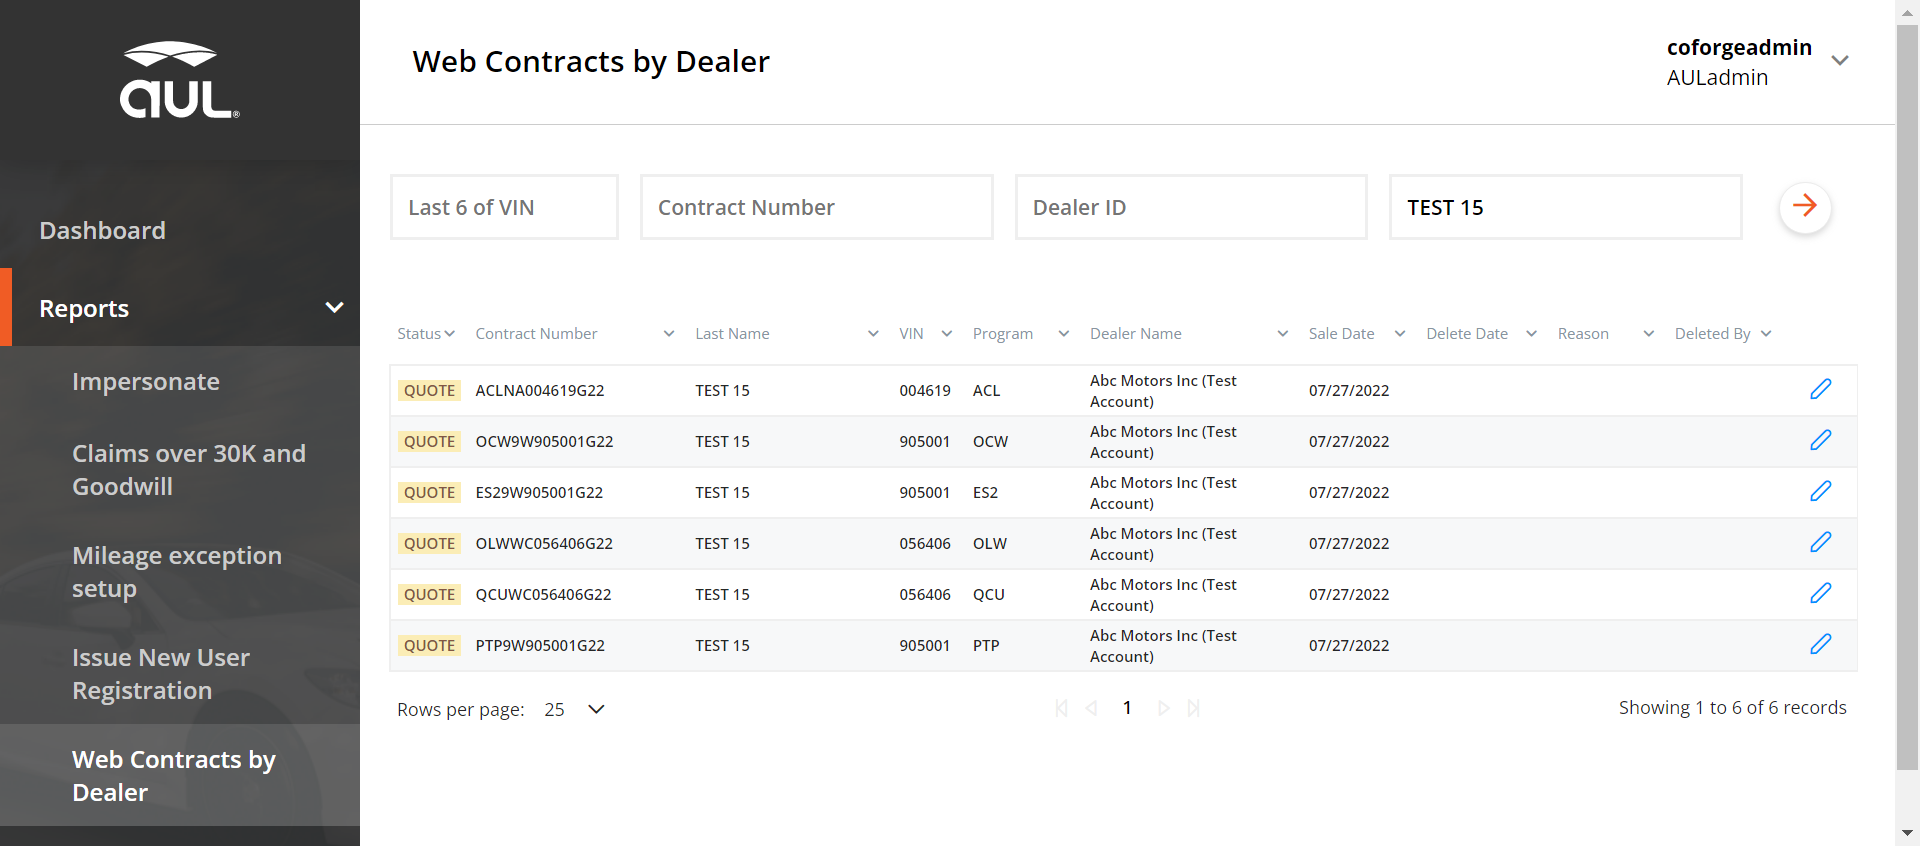 aUL®
Dashboard
Reports
Impersonate
Claims over 30K and
Goodwill
Mileage exception
setup
Issue New User
Registration
Web Contracts by
Dealer
Web Contracts by Dealer
coforgeadmin
AULadmin
Last 6 of VIN
Contract Number
Dealer ID
TEST 15
Status Contract Number Last Name VIN Program Dealer Name Sale Date Delete Date Reason Deleted By
QUOTE ACLNA004619G22 TEST 15 004619 ACL Abc Motors Inc (Test
Account) 07/27/2022
QUOTE OCW9W905001G22 TEST 15 905001 OCW Abc Motors Inc (Test
Account) 07/27/2022
QUOTE ES29W905001G22 TEST 15 905001 ES2 Abc Motors Inc (Test
Account) 07/27/2022
QUOTE OLWWC056406G22 TEST 15 056406 OLW Abc Motors Inc (Test
Account) 07/27/2022
QUOTE QCUWC056406G22 TEST 15 056406 QCU Abc Motors Inc (Test
Account) 07/27/2022
QUOTE PTP9W905001G22 TEST 15 905001 PTP Abc Motors Inc (Test
Account) 07/27/2022
Rows per page: 25
1
Showing 1 to 6 of 6 records